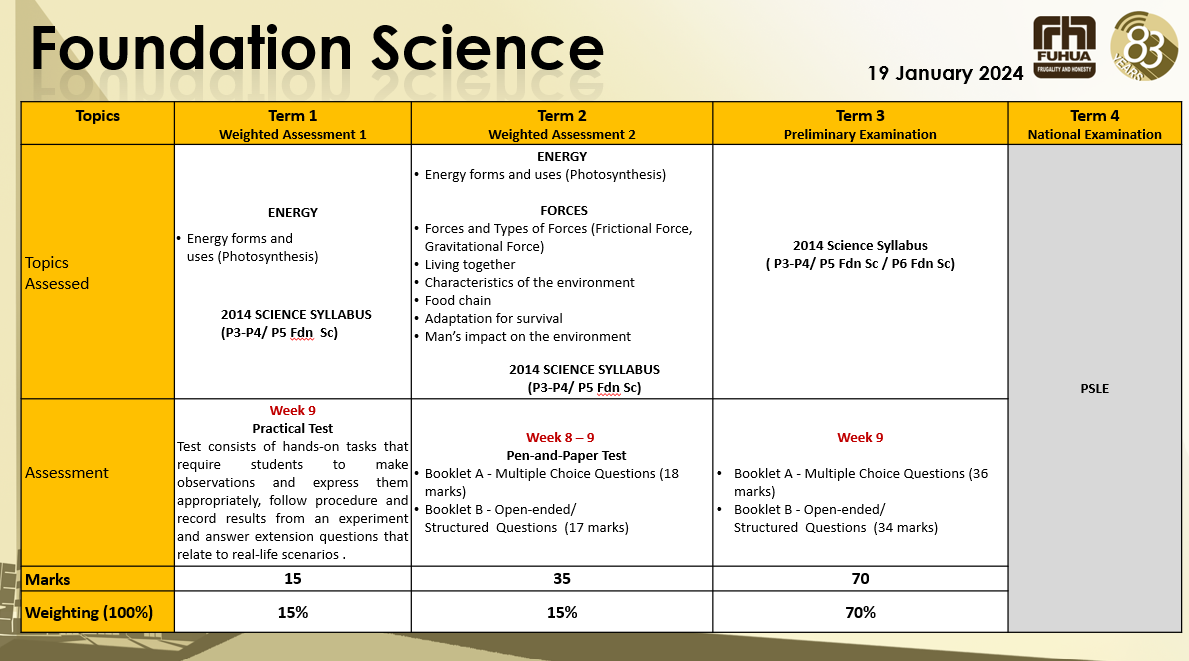 Foundation Science
19 January 2024
FUHUA
FRUGALITY AND HONESTY
83
YEARS
Topics
Term 1
Weighted Assessment 1
Term 2
Weighted Assessment 2
Term 3
Preliminary Examination
Term 4
National Examination
Topics
Assessed
ENERGY
• Energy forms and
uses (Photosynthesis)
2014 SCIENCE SYLLABUS
(P3-P4/ P5 Fdn  Sc)
ENERGY
• Energy forms and uses (Photosynthesis)
FORCES
• Forces and Types of Forces (Frictional Force,
Gravitational Force)
• Living together
• Characteristics of the environment
• Food chain
• Adaptation for survival
• Man’s impact on the environment
2014 SCIENCE SYLLABUS
(P3-P4/ P5 Fdn Sc)
2014 Science Syllabus
( P3-P4/ P5 Fdn Sc / P6 Fdn Sc)
PSLE
Assessment
Week 9
Practical Test
Test consists of hands-on tasks that
require students to make
observations and express them
appropriately, follow procedure and
record results from an experiment
and answer extension questions that
relate to real-life scenarios .
Week 8 – 9
Pen-and-Paper Test
• Booklet A - Multiple Choice Questions (18
marks)
• Booklet B - Open-ended/
Structured  Questions  (17 marks)
Week 9
• Booklet A - Multiple Choice Questions (36
marks)
• Booklet B - Open-ended/
Structured  Questions  (34 marks)
Marks
15
35
70
Weighting (100%)
15%
15%
70%